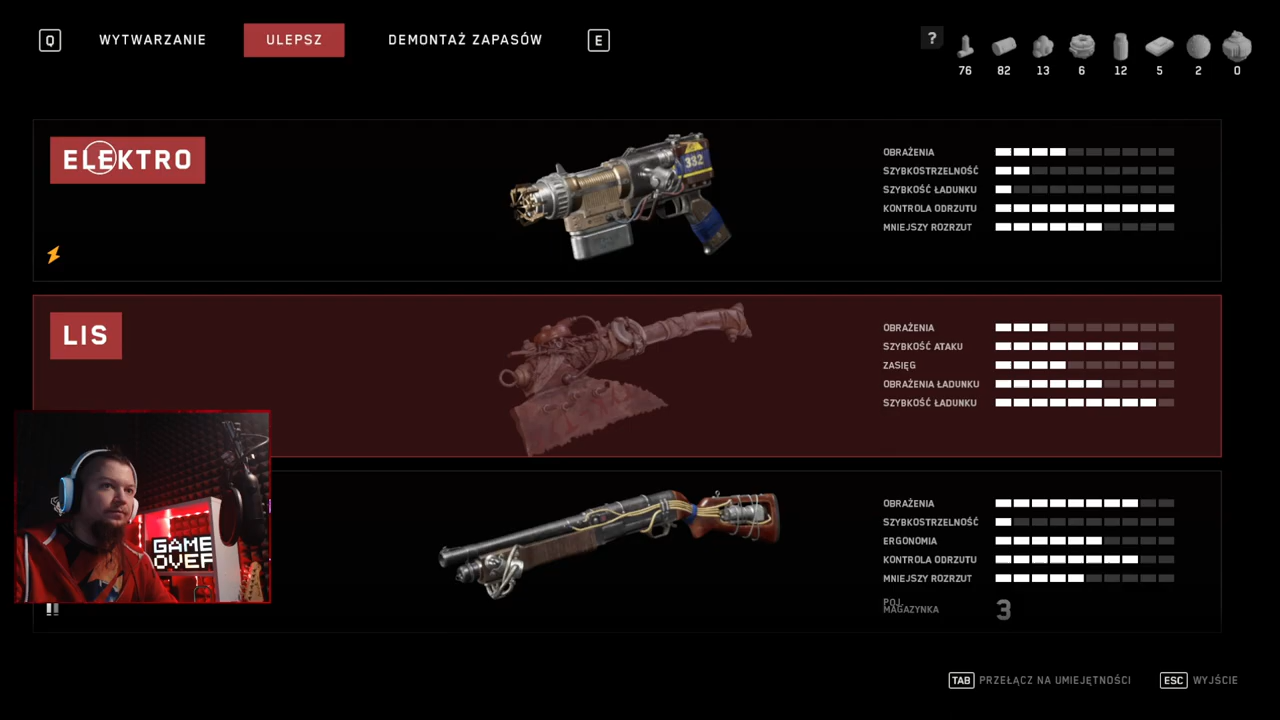 Q WYTWARZANIE ULEPSZ DEMONTAŻ ZAPASÓW E
?
76 82 13 6 12 5 2 0
ELEKTRO
OBRAŻENIA
SZYBKOSTRZELNOŚĆ
SZYBKOŚĆ ŁADUNKU
KONTROLA ODRZUTU
MNIEJSZY ROZRZUT
332
LIS
OBRAŻENIA
SZYBKOŚĆ ATAKU
ZASIĘG
OBRAŻENIA ŁADUNKU
SZYBKOŚĆ ŁADUNKU
OBRAŻENIA
SZYBKOSTRZELNOŚĆ
ERGONOMIA
KONTROLA ODRZUTU
MNIEJSZY ROZRZUT
POJ.
MAGAZYNKA 3
GAME
OVER
TAB PRZEŁĄCZ NA UMIEJĘTNOŚCI ESC WYJŚCIE